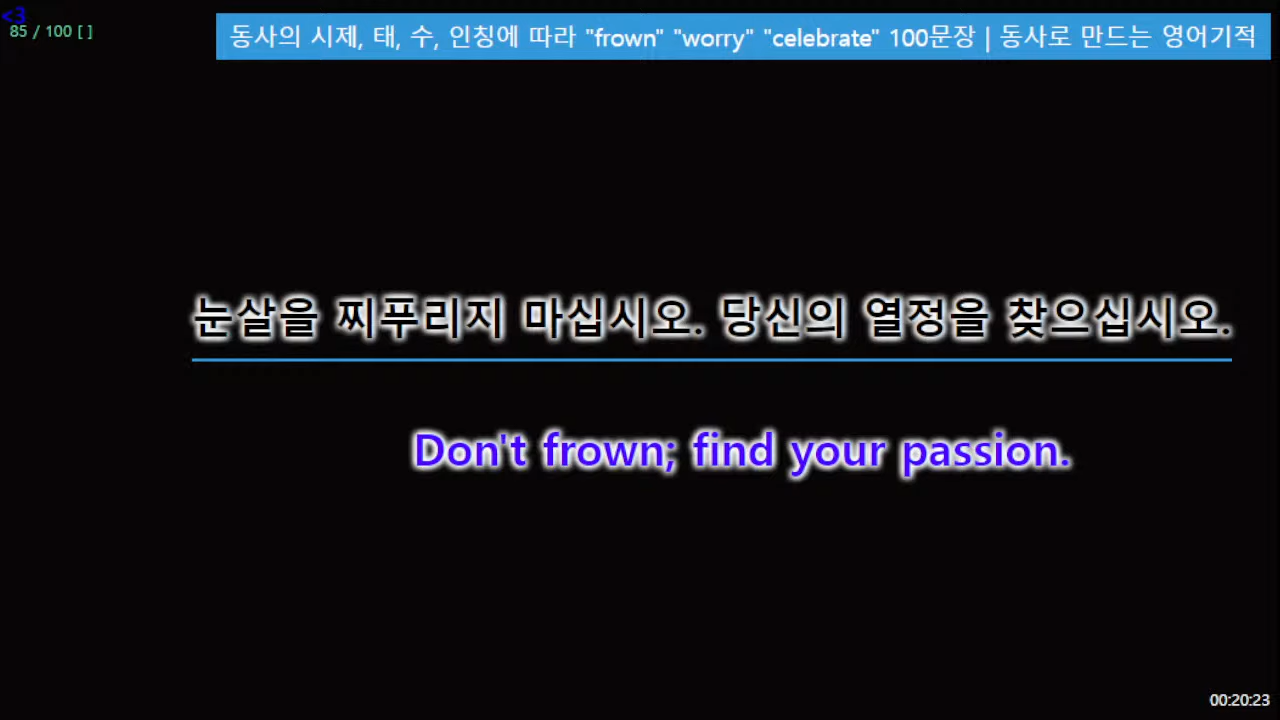 <3
85 / 100 [ ]
동사의 시제, 태, 수, 인칭에 따라 "frown" "worry" "celebrate" 100문장 | 동사로 만드는 영어기적
눈살을 찌푸리지 마십시오. 당신의 열정을 찾으십시오.
Don't frown; find your passion.
00:20:23